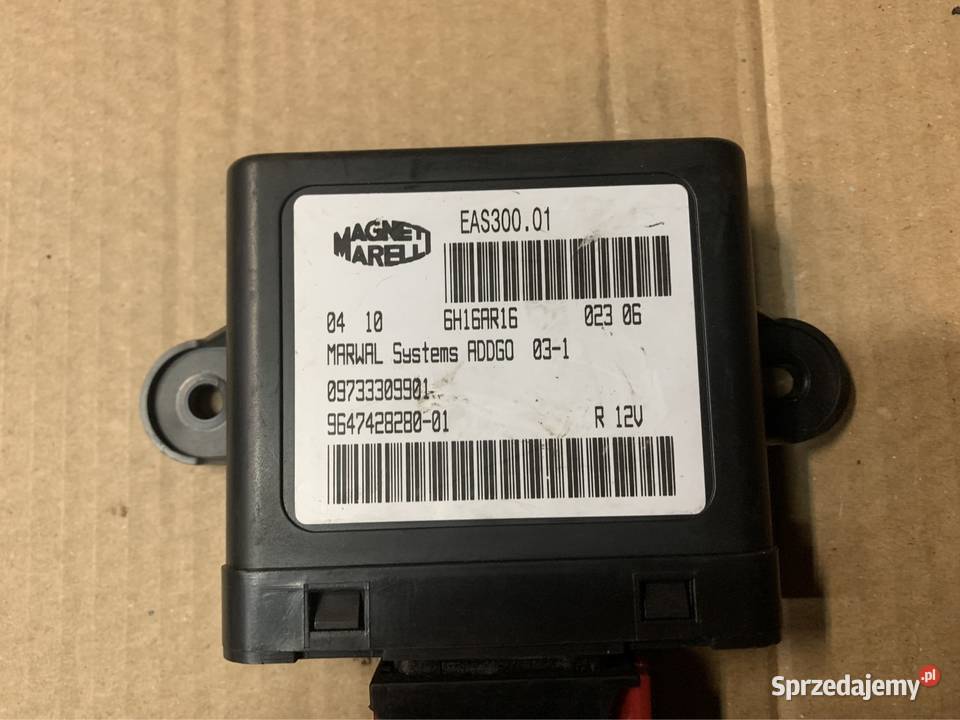 MAGNETI
MARELLI
EAS300.01
04 10 6H16AR16 023 06
MARWAL Systems ADDGO 03-1
09733309901
9647428280-01 R 12V
Sprzedajemy.pl